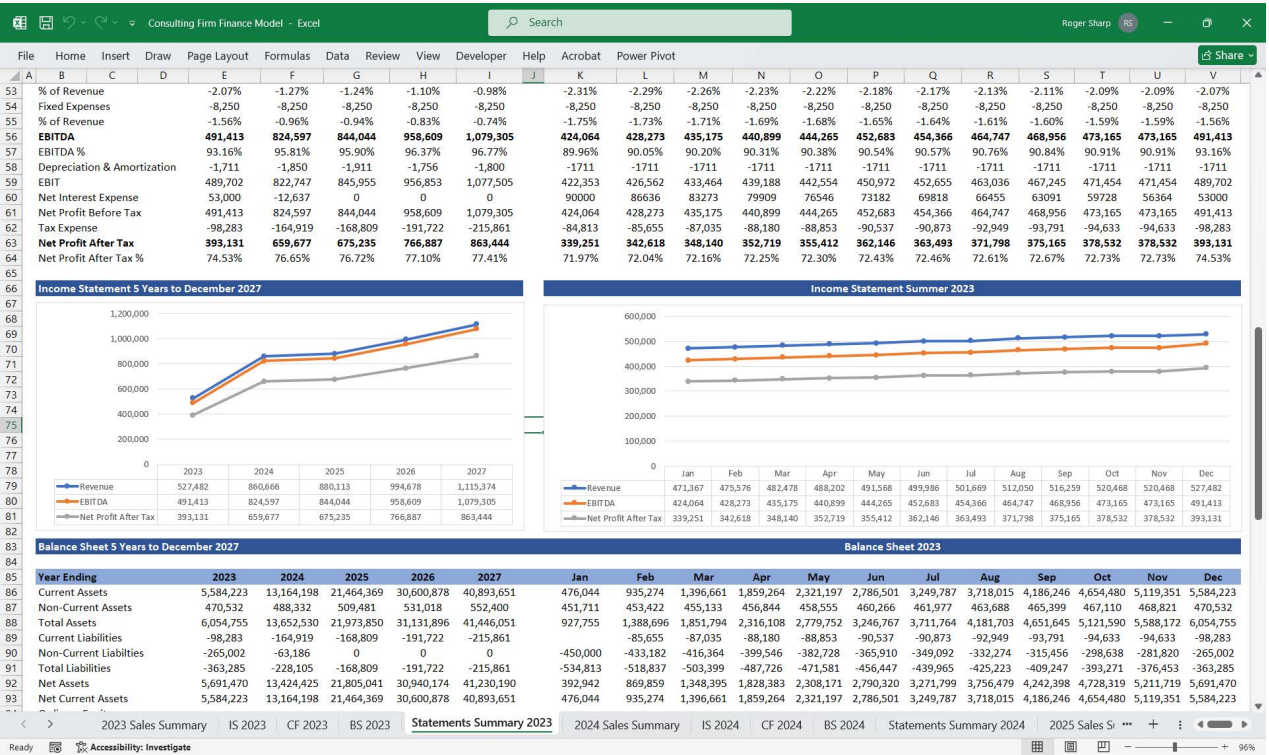 Consulting Firm Finance Model - Excel
Search
Roger Sharp RS
File Home Insert Draw Page Layout Formulas Data Review View Developer Help Acrobat Power Pivot Share
A B C D E F G H I J K L M N O P Q R S T U V
53 % of Revenue -2.07% -1.27% -1.24% -1.10% -0.98% -2.31% -2.29% -2.26% -2.23% -2.22% -2.18% -2.17% -2.13% -2.11% -2.09% -2.09% -2.07%
54 Fixed Expenses -8,250 -8,250 -8,250 -8,250 -8,250 -8,250 -8,250 -8,250 -8,250 -8,250 -8,250 -8,250 -8,250 -8,250 -8,250 -8,250 -8,250
55 % of Revenue -1.56% -0.96% -0.94% -0.83% -0.74% -1.75% -1.73% -1.71% -1.69% -1.68% -1.65% -1.64% -1.61% -1.60% -1.59% -1.59% -1.56%
56 EBITDA 491,413 824,597 844,044 958,609 1,079,305 424,064 428,273 435,175 440,899 444,265 452,683 454,366 464,747 468,956 473,165 473,165 491,413
57 EBITDA % 93.16% 95.81% 95.90% 96.37% 96.77% 89.96% 90.05% 90.20% 90.31% 90.38% 90.54% 90.57% 90.76% 90.84% 90.91% 90.91% 93.16%
58 Depreciation & Amortization -1,711 -1,850 -1,911 -1,756 -1,800 -1711 -1711 -1711 -1711 -1711 -1711 -1711 -1711 -1711 -1711 -1711 -1711
59 EBIT 489,702 822,747 845,955 956,853 1,077,505 422,353 426,562 433,464 439,188 442,554 450,972 452,655 463,036 467,245 471,454 471,454 489,702
60 Net Interest Expense 53,000 -12,637 0 0 0 90000 86636 83273 79909 76546 73182 69818 66455 63091 59728 56364 53000
61 Net Profit Before Tax 491,413 824,597 844,044 958,609 1,079,305 424,064 428,273 435,175 440,899 444,265 452,683 454,366 464,747 468,956 473,165 473,165 491,413
62 Tax Expense -98,283 -164,919 -168,809 -191,722 -215,861 -84,813 -85,655 -87,035 -88,180 -88,853 -90,537 -90,873 -92,949 -93,791 -94,633 -94,633 -98,283
63 Net Profit After Tax 393,131 659,677 675,235 766,887 863,444 339,251 342,618 348,140 352,719 355,412 362,146 363,493 371,798 375,165 378,532 378,532 393,131
64 Net Profit After Tax % 74.53% 76.65% 76.72% 77.10% 77.41% 71.97% 72.04% 72.16% 72.25% 72.30% 72.43% 72.46% 72.61% 72.67% 72.73% 72.73% 74.53%
65
66 Income Statement 5 Years to December 2027 Income Statement Summer 2023
67
68
69
70
71
72
73
74
75
76
77
78
79
80
81
82
1,200,000
1,000,000
800,000
600,000
400,000
200,000
0
2023 2024 2025 2026 2027
Revenue 527,482 860,666 880,113 994,678 1,115,374
EBITDA 491,413 824,597 844,044 958,609 1,079,305
Net Profit After Tax 393,131 659,677 675,235 766,887 863,444
600,000
500,000
400,000
300,000
200,000
100,000
0
Jan Feb Mar Apr May Jun Jul Aug Sep Oct Nov Dec
Revenue 471,367 475,576 482,478 488,202 491,568 499,986 501,669 512,050 516,259 520,468 520,468 527,482
EBITDA 424,064 428,273 435,175 440,899 444,265 452,683 454,366 464,747 468,956 473,165 473,165 491,413
Net Profit After Tax 339,251 342,618 348,140 352,719 355,412 362,146 363,493 371,798 375,165 378,532 378,532 393,131
83 Balance Sheet 5 Years to December 2027 Balance Sheet 2023
84
85 Year Ending 2023 2024 2025 2026 2027 Jan Feb Mar Apr May Jun Jul Aug Sep Oct Nov Dec
86 Current Assets 5,584,223 13,164,198 21,464,369 30,600,878 40,893,651 476,044 935,274 1,396,661 1,859,264 2,321,197 2,786,501 3,249,787 3,718,015 4,186,246 4,654,480 5,119,351 5,584,223
87 Non-Current Assets 470,532 488,332 509,481 531,018 552,400 451,711 453,422 455,133 456,844 458,555 460,266 461,977 463,688 465,399 467,110 468,821 470,532
88 Total Assets 6,054,755 13,652,530 21,973,850 31,131,896 41,446,051 927,755 1,388,696 1,851,794 2,316,108 2,779,752 3,246,767 3,711,764 4,181,703 4,651,645 5,121,590 5,588,172 6,054,755
89 Current Liabilities -98,283 -164,919 -168,809 -191,722 -215,861 -85,655 -87,035 -88,180 -88,853 -90,537 -90,873 -92,949 -93,791 -94,633 -94,633 -98,283
90 Non-Current Liabilties -265,002 -63,186 0 0 0 -450,000 -433,182 -416,364 -399,546 -382,728 -365,910 -349,092 -332,274 -315,456 -298,638 -281,820 -265,002
91 Total Liabilities -363,285 -228,105 -168,809 -191,722 -215,861 -534,813 -518,837 -503,399 -487,726 -471,581 -456,447 -439,965 -425,223 -409,247 -393,271 -376,453 -363,285
92 Net Assets 5,691,470 13,424,425 21,805,041 30,940,174 41,230,190 392,942 869,859 1,348,395 1,828,383 2,308,171 2,790,320 3,271,799 3,756,479 4,242,398 4,728,319 5,211,719 5,691,470
93 Net Current Assets 5,584,223 13,164,198 21,464,369 30,600,878 40,893,651 476,044 935,274 1,396,661 1,859,264 2,321,197 2,786,501 3,249,787 3,718,015 4,186,246 4,654,480 5,119,351 5,584,223
2023 Sales Summary IS 2023 CF 2023 BS 2023 Statements Summary 2023 2024 Sales Summary IS 2024 CF 2024 BS 2024 Statements Summary 2024 2025 Sales
Ready Accessibility: Investigate 96%